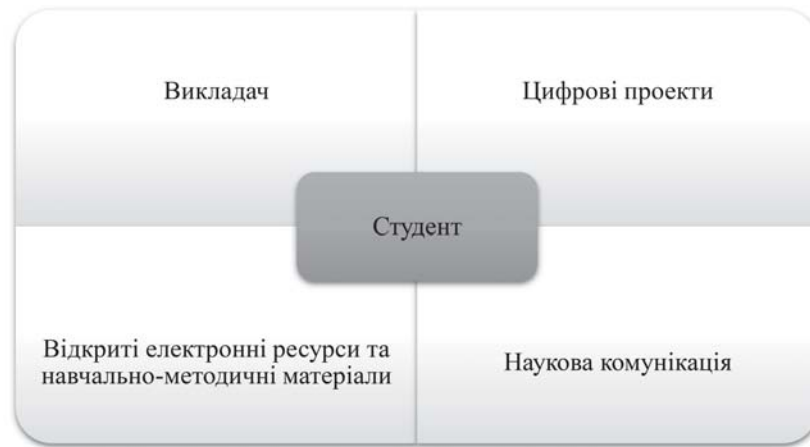 Викладач
Цифрові проекти
Студент
Відкриті електронні ресурси та
навчально-методичні матеріали
Наукова комунікація